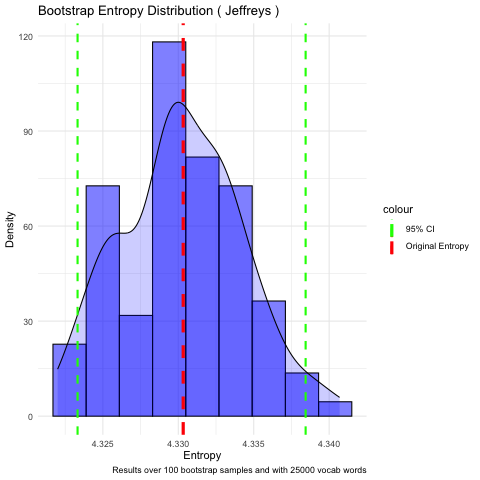 Bootstrap Entropy Distribution ( Jeffreys )
Density
120
90
60
30
0
4.325 4.330 4.335 4.340
Entropy
Results over 100 bootstrap samples and with 25000 vocab words
colour
95% CI
Original Entropy